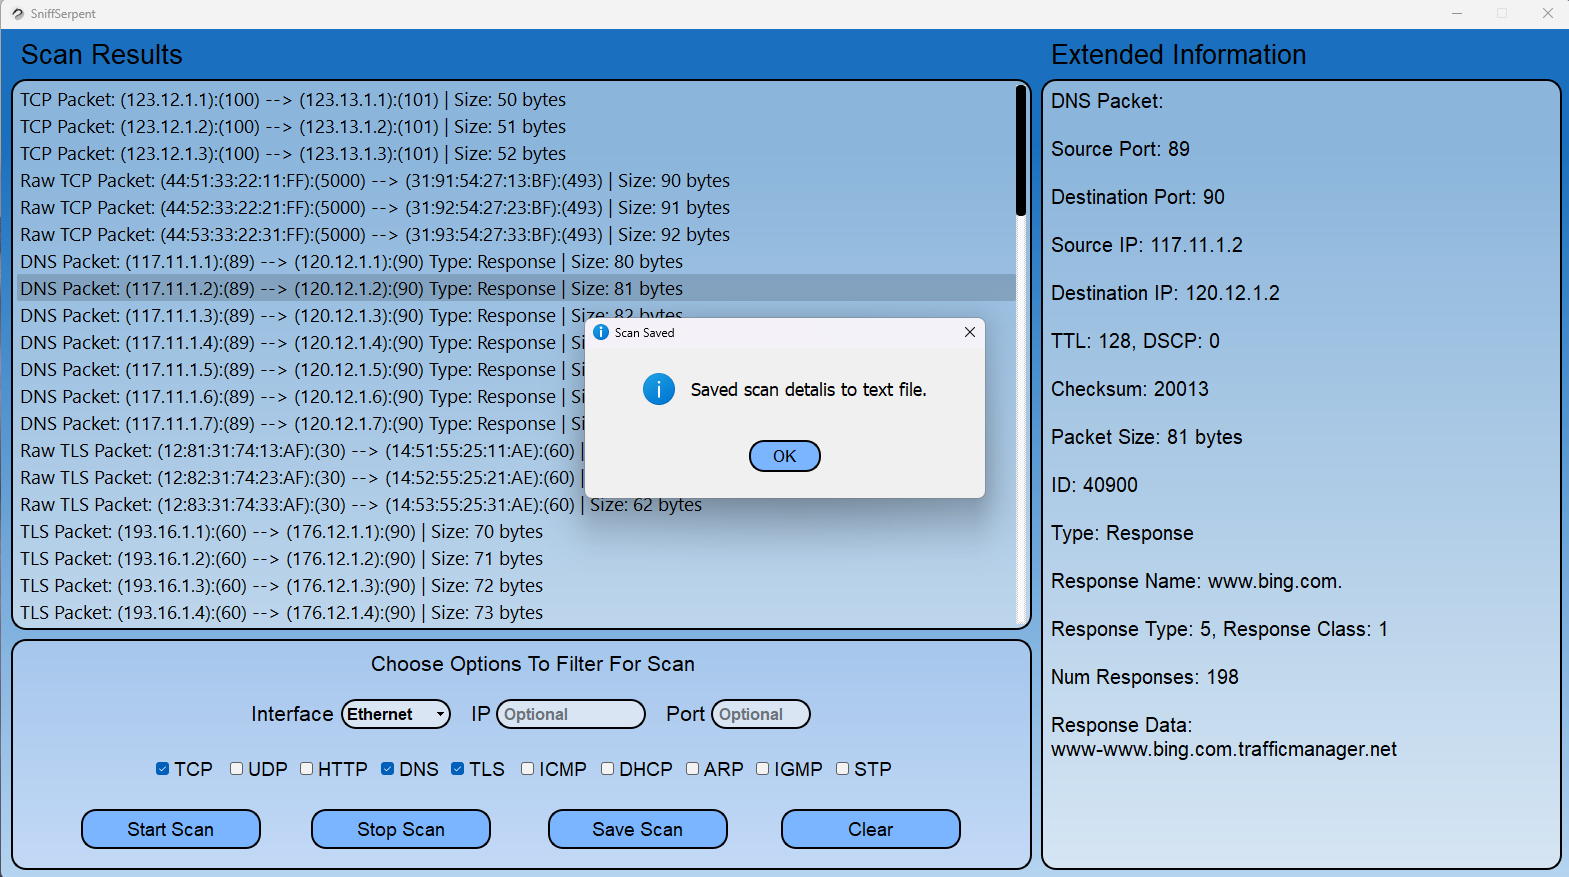 SniffSerpent
Scan Results
TCP Packet: (123.12.1.1):(100) --> (123.13.1.1):(101) | Size: 50 bytes
TCP Packet: (123.12.1.2):(100) --> (123.13.1.2):(101) | Size: 51 bytes
TCP Packet: (123.12.1.3):(100) --> (123.13.1.3):(101) | Size: 52 bytes
Raw TCP Packet: (44:51:33:22:11:FF):(5000) --> (31:91:54:27:13:BF):(493) | Size: 90 bytes
Raw TCP Packet: (44:52:33:22:21:FF):(5000) --> (31:92:54:27:23:BF):(493) | Size: 91 bytes
Raw TCP Packet: (44:53:33:22:31:FF):(5000) --> (31:93:54:27:33:BF):(493) | Size: 92 bytes
DNS Packet: (117.11.1.1):(89) --> (120.12.1.1):(90) Type: Response | Size: 80 bytes
DNS Packet: (117.11.1.2):(89) --> (120.12.1.2):(90) Type: Response | Size: 81 bytes
DNS Packet: (117.11.1.3):(89) --> (120.12.1.3):(90) Type: Response | Size: 82 bytes
DNS Packet: (117.11.1.4):(89) --> (120.12.1.4):(90) Type: Response |
DNS Packet: (117.11.1.5):(89) --> (120.12.1.5):(90) Type: Response |
DNS Packet: (117.11.1.6):(89) --> (120.12.1.6):(90) Type: Response |
DNS Packet: (117.11.1.7):(89) --> (120.12.1.7):(90) Type: Response |
Raw TLS Packet: (12:81:31:74:13:AF):(30) --> (14:51:55:25:11:AE):(60) |
Raw TLS Packet: (12:82:31:74:23:AF):(30) --> (14:52:55:25:21:AE):(60) |
Raw TLS Packet: (12:83:31:74:33:AF):(30) --> (14:53:55:25:31:AE):(60) | Size: 62 bytes
TLS Packet: (193.16.1.1):(60) --> (176.12.1.1):(90) | Size: 70 bytes
TLS Packet: (193.16.1.2):(60) --> (176.12.1.2):(90) | Size: 71 bytes
TLS Packet: (193.16.1.3):(60) --> (176.12.1.3):(90) | Size: 72 bytes
TLS Packet: (193.16.1.4):(60) --> (176.12.1.4):(90) | Size: 73 bytes
Scan Saved
Saved scan detalis to text file.
OK
Choose Options To Filter For Scan
Interface Ethernet IP Optional Port Optional
TCP UDP HTTP DNS TLS ICMP DHCP ARP IGMP STP
Start Scan Stop Scan Save Scan Clear
Extended Information
DNS Packet:
Source Port: 89
Destination Port: 90
Source IP: 117.11.1.2
Destination IP: 120.12.1.2
TTL: 128, DSCP: 0
Checksum: 20013
Packet Size: 81 bytes
ID: 40900
Type: Response
Response Name: www.bing.com.
Response Type: 5, Response Class: 1
Num Responses: 198
Response Data:
www-www.bing.com.trafficmanager.net